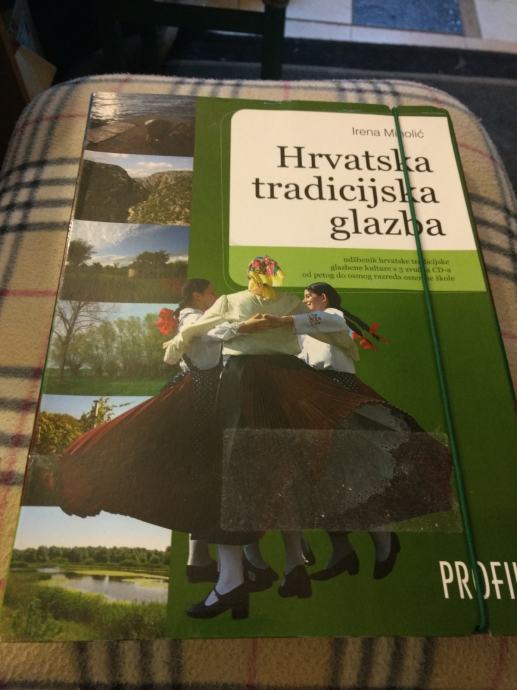 Irena Miholić
Hrvatska
tradicijska
glazba
udžbenik hrvatske tradicijske
glazbene kulture s 3 zvučna CD-a
od petog do osmog razreda osnovne škole
PROFIL